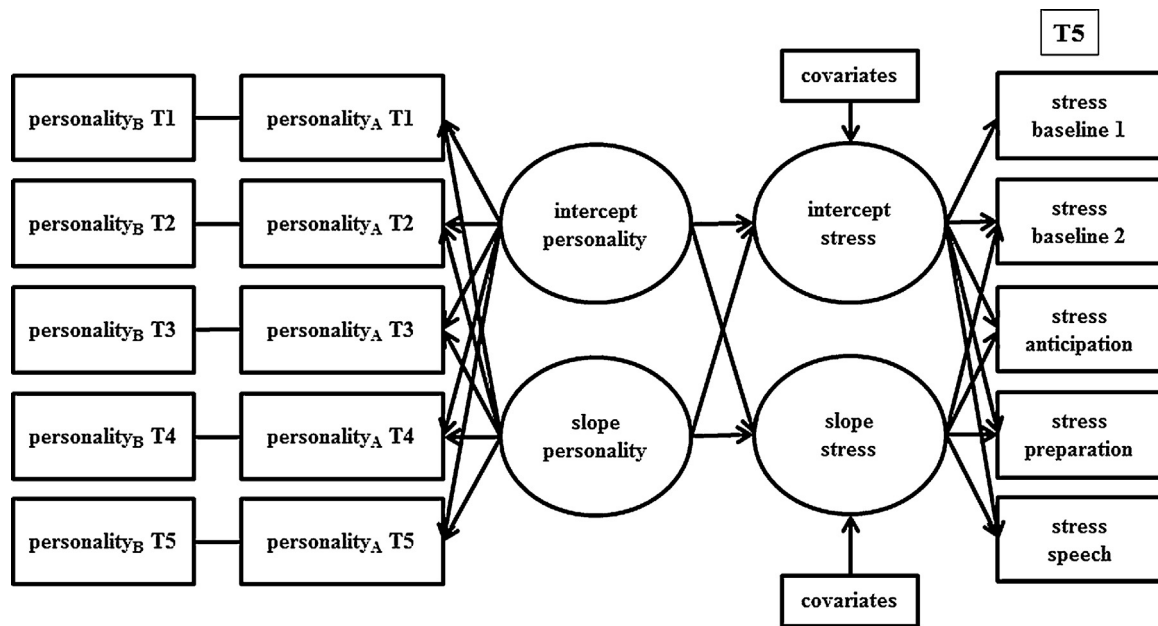 T5
personalityB T1
personalityA T1
covariates
stress
baseline 1
personalityB T2
personalityA T2
intercept
personality
intercept
stress
stress
baseline 2
personalityB T3
personalityA T3
stress
anticipation
personalityB T4
personalityA T4
slope
personality
slope
stress
stress
preparation
personalityB T5
personalityA T5
stress
speech
covariates